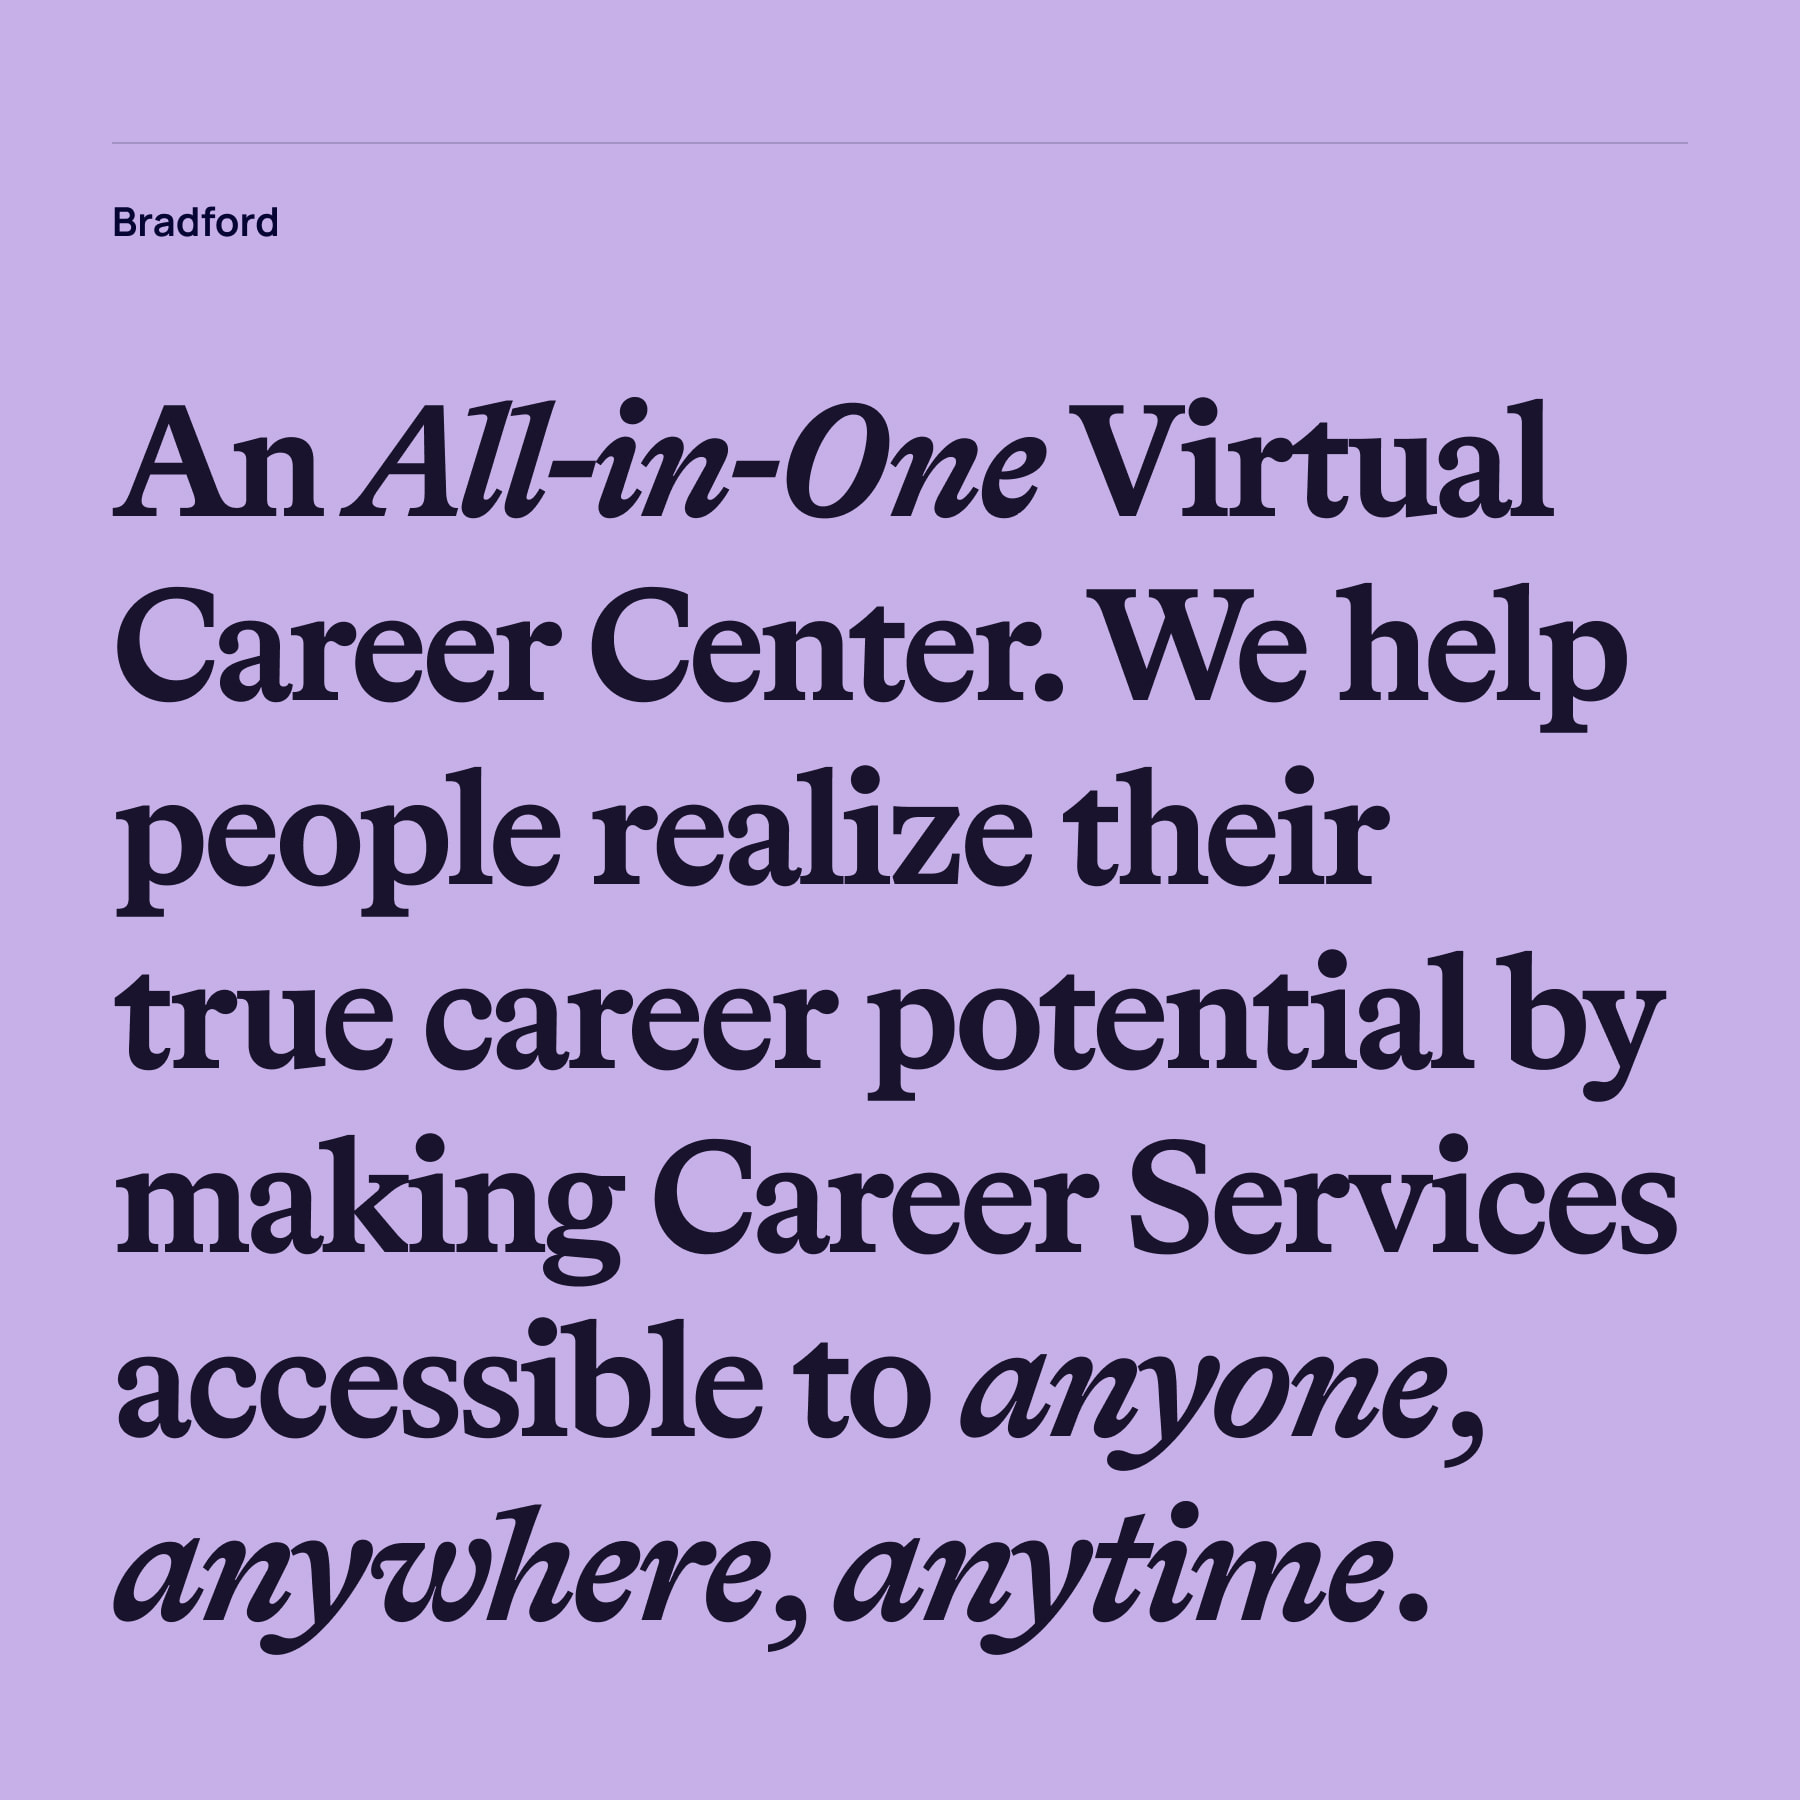 Bradford
An All-in-One Virtual
Career Center. We help
people realize their
true career potential by
making Career Services
accessible to anyone,
anywhere, anytime.